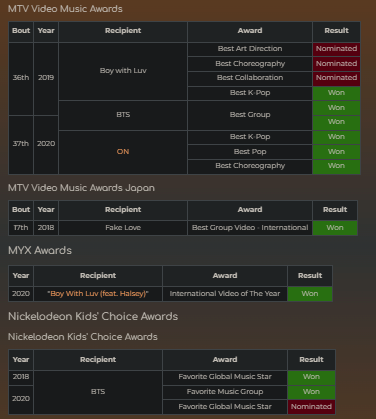 MTV Video Music Awards
Bout Year Recipient Award Result
36th 2019 Boy with Luv Best Art Direction Nominated
Best Choreography Nominated
Best Collaboration Nominated
Best K-Pop Won
BTS Best Group Won
37th 2020 Won
ON Best K-Pop Won
Best Pop Won
Best Choreography Won
MTV Video Music Awards Japan
Bout Year Recipient Award Result
17th 2018 Fake Love Best Group Video - International Won
MYX Awards
Year Recipient Award Result
2020 "Boy With Luv (feat. Halsey)" International Video of The Year Won
Nickelodeon Kids' Choice Awards
Nickelodeon Kids' Choice Awards
Year Recipient Award Result
2018 BTS Favorite Global Music Star Won
2020 Favorite Music Group Won
Favorite Global Music Star Nominated